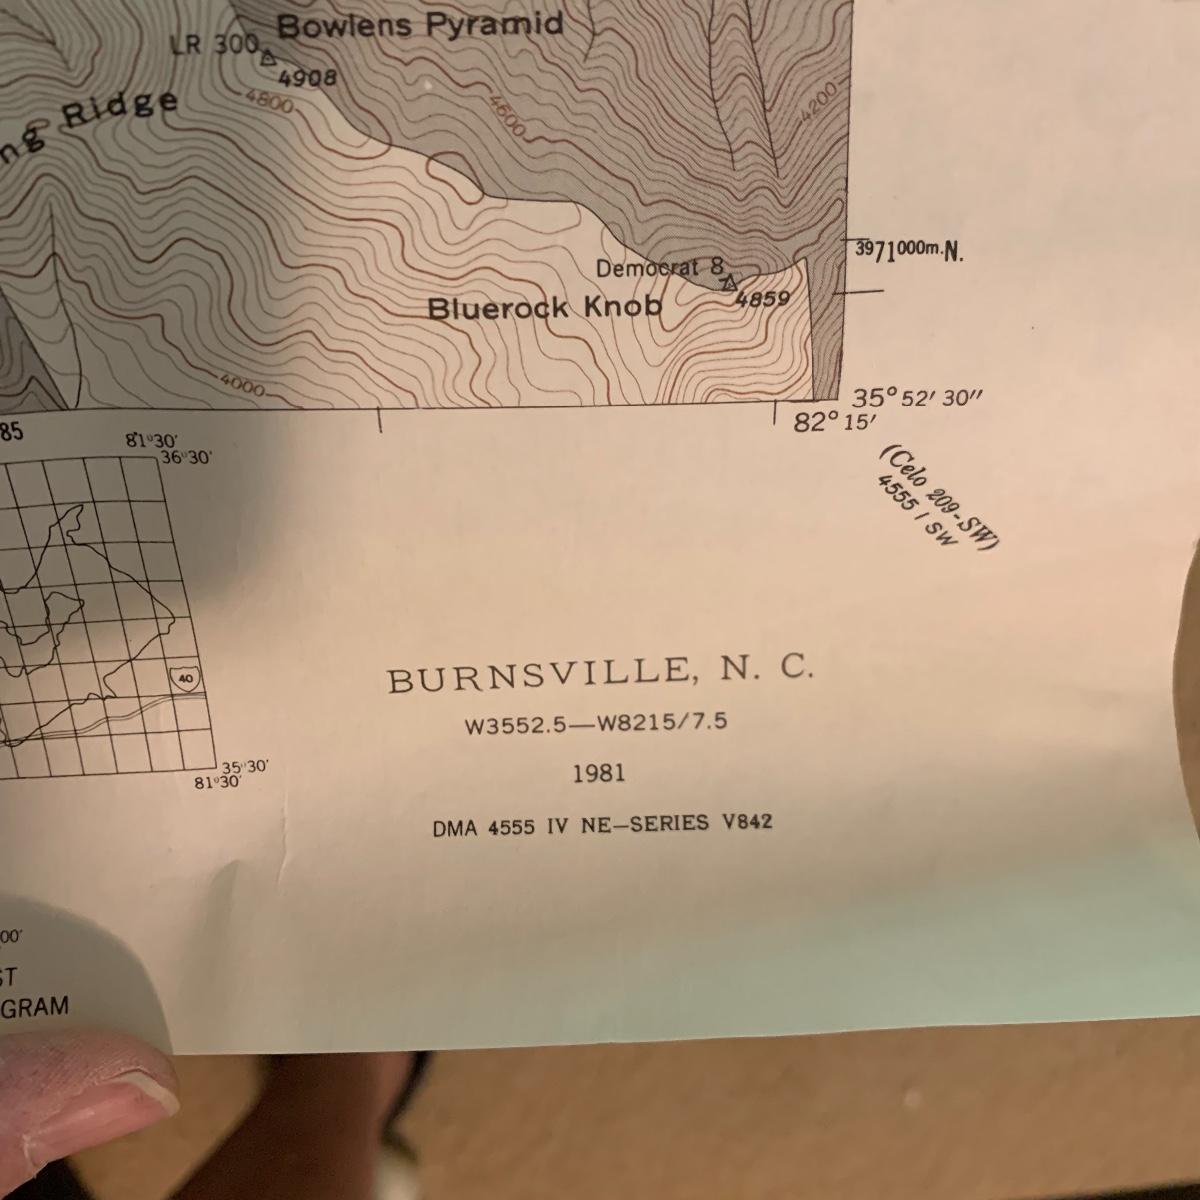 Bowlens Pyramid
LR 300
4908
4800
4600
4200
Ridge
3971000m.N.
Democrat 8
4859
Bluerock Knob
4000
35° 52′ 30″
82° 15′
85
81°30′
36°30′
(Celo 209-SW)
4555 I SW
40
35°30′
81°30′
BURNSVILLE, N. C.
W3552.5—W8215/7.5
1981
DMA 4555 IV NE—SERIES V842
00′
ST
GRAM